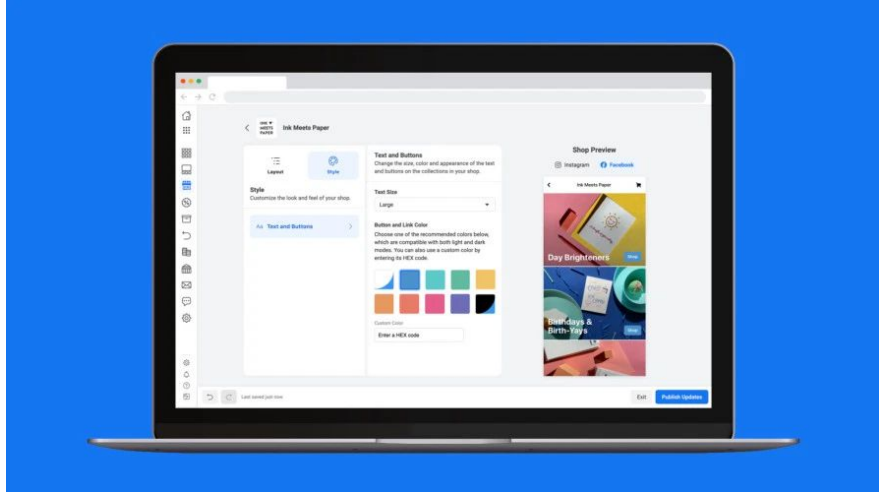 INK
MEETS
PAPER
Ink Meets Paper
Layout
Style
Style
Customize the look and feel of your shop.
Aa Text and Buttons
Text and Buttons
Change the size, color and appearance of the text
and buttons on the collections in your shop.
Text Size
Large
Button and Link Color
Choose one of the recommended colors below,
which are compatible with both light and dark
modes. You can also use a custom color by
entering its HEX code.
Custom Color
Enter a HEX code
Shop Preview
Instagram Facebook
Ink Meets Paper
Day Brighteners
Shop
Birthdays &
Birth-Yays
Shop
Last saved just now
Exit
Publish Updates